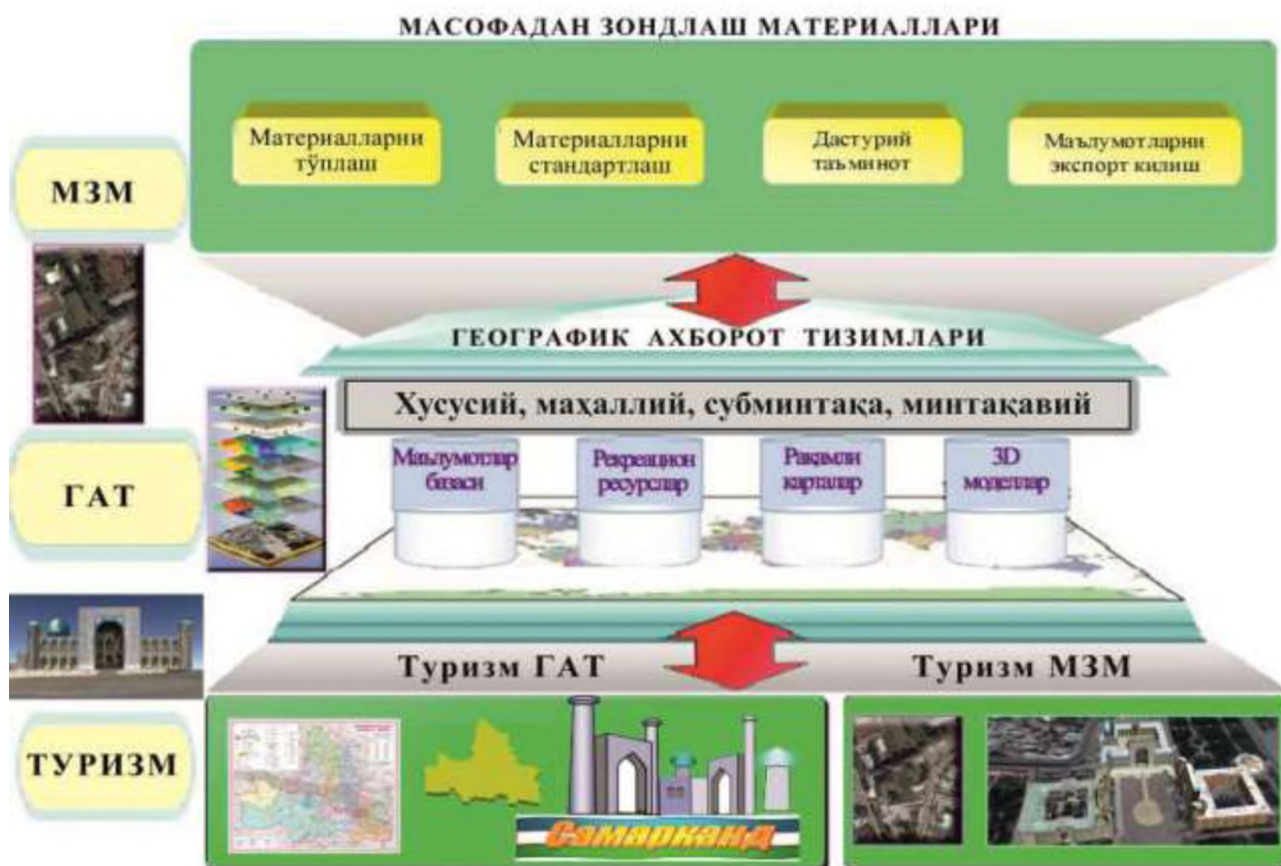 МАСОФАДАН ЗОНДЛАШ МАТЕРИАЛЛАРИ
Материалларни
тўплаш
Материалларни
стандартлаш
Дастурий
таъминот
Маълумотларни
экспорт килиш
МЗМ
ГЕОГРАФИК АХБОРОТ ТИЗИМЛАРИ
Хусусий, маҳаллий, субминтақа, минтақавий
Маълумотлар
базаси
Рекреацион
ресурслар
Рақамли
карталар
3D
моделлар
ГАТ
Туризм ГАТ
Туризм МЗМ
ТУРИЗМ
Самарканд